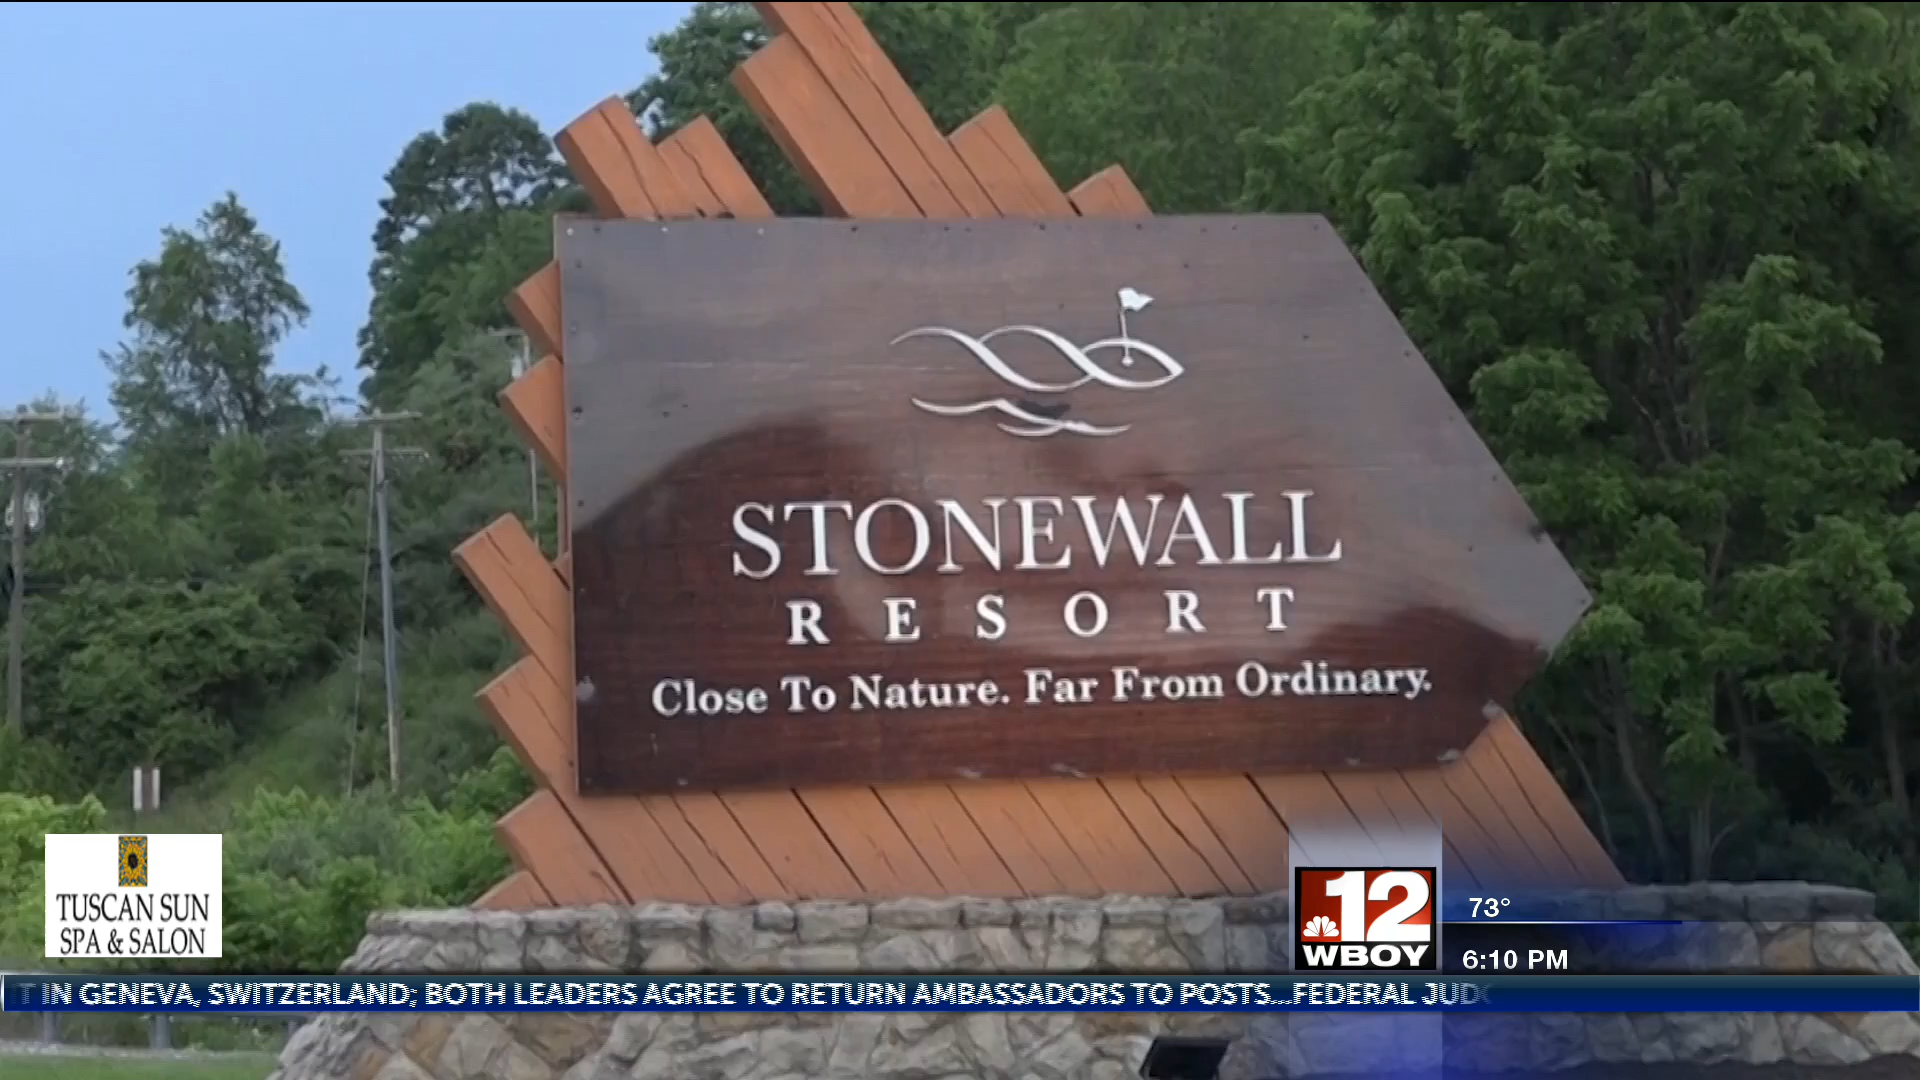 STONEWALL
RESORT
Close To Nature. Far From Ordinary.
TUSCAN SUN
SPA & SALON
12
WBOY
73°
6:10 PM
T IN GENEVA, SWITZERLAND; BOTH LEADERS AGREE TO RETURN AMBASSADORS TO POSTS...FEDERAL JUD